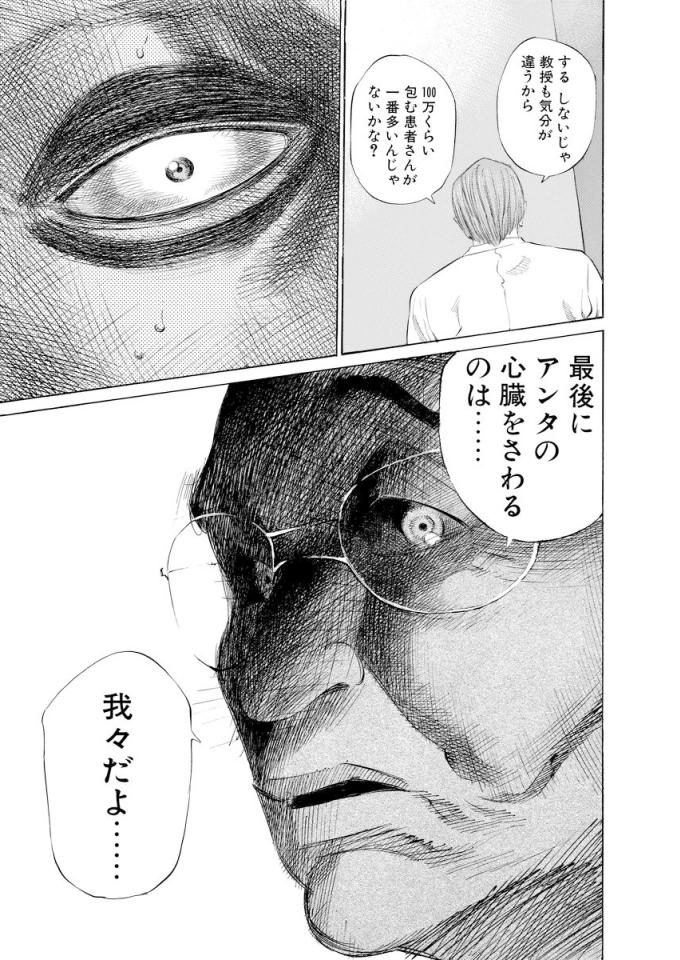 する しないじゃ
教授も気分が
違うから
100万くらい
包む患者さんが
一番多いんじゃ
ないかな?
最後に
アンタの
心臓をさわる
のは……
我々だよ……